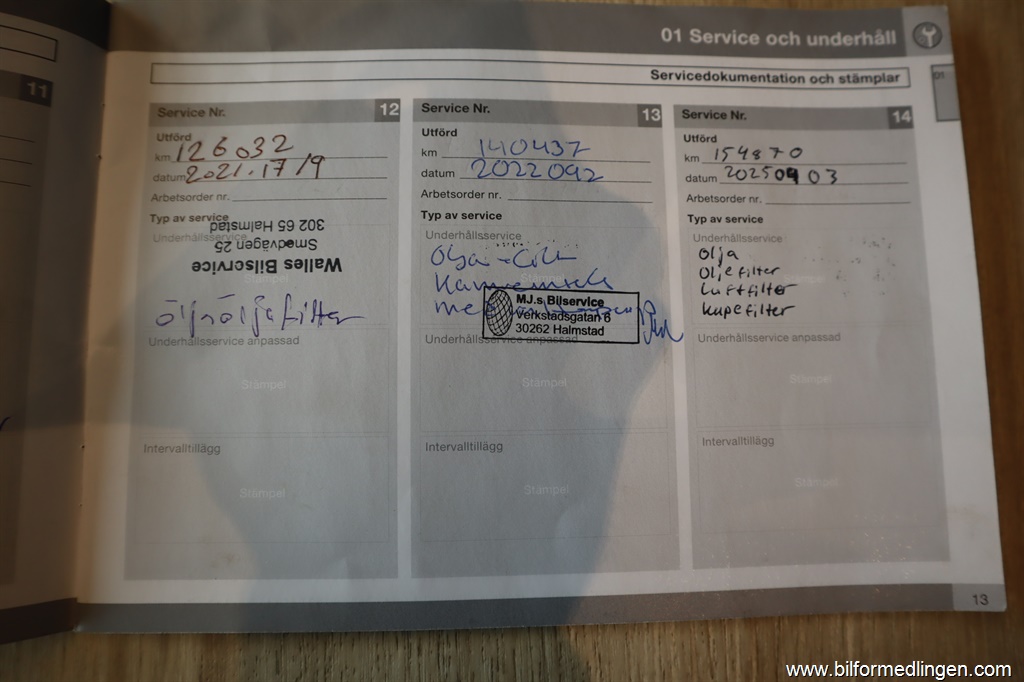 01 Service och underhåll
Servicedokumentation och stämplar
01
11
Service Nr. 12
Utförd
km 126032
datum 2021.17/9
Arbetsorder nr.
Typ av service
Underhållsservice
Walles Bilservice
Smedvägen 25
302 65 Halmstad
Underhållsservice anpassad
Stämpel
Intervalltillägg
Stämpel
Service Nr. 13
Utförd
km 140437
datum 2022092
Arbetsorder nr.
Typ av service
Underhållsservice
Stämpel
Kamremsats
MJ.s Bilservice
Verkstadsgatan 6
30262 Halmstad
Underhållsservice anpassad
Stämpel
Intervalltillägg
Stämpel
Service Nr. 14
Utförd
km 154870
datum 20250903
Arbetsorder nr.
Typ av service
Underhållsservice
Olja
Oljefilter
Luftfilter
kupefilter
Underhållsservice anpassad
Stämpel
Intervalltillägg
Stämpel
13
www.bilformedlingen.com